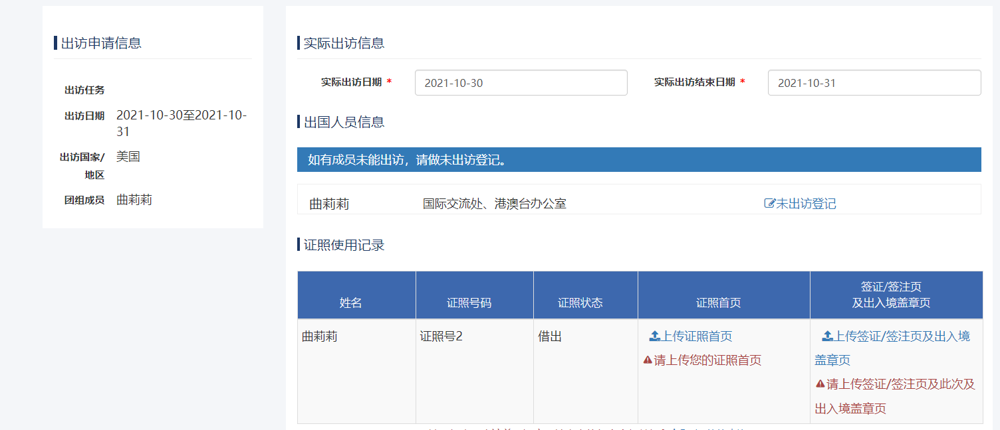 出访申请信息
出访任务
出访日期 2021-10-30至2021-10-
31
出访国家/ 美国
地区
团组成员 曲莉莉
实际出访信息
实际出访日期 * 2021-10-30 实际出访结束日期 * 2021-10-31
出国人员信息
如有成员未能出访，请做未出访登记。
曲莉莉 国际交流处、港澳台办公室 未出访登记
证照使用记录
姓名 证照号码 证照状态 证照首页 签证/签注页
及出入境盖章页
曲莉莉 证照号2 借出
上传证照首页
请上传您的证照首页
上传签证/签注页及出入境
盖章页
请上传签证/签注页及此次及
出入境盖章页